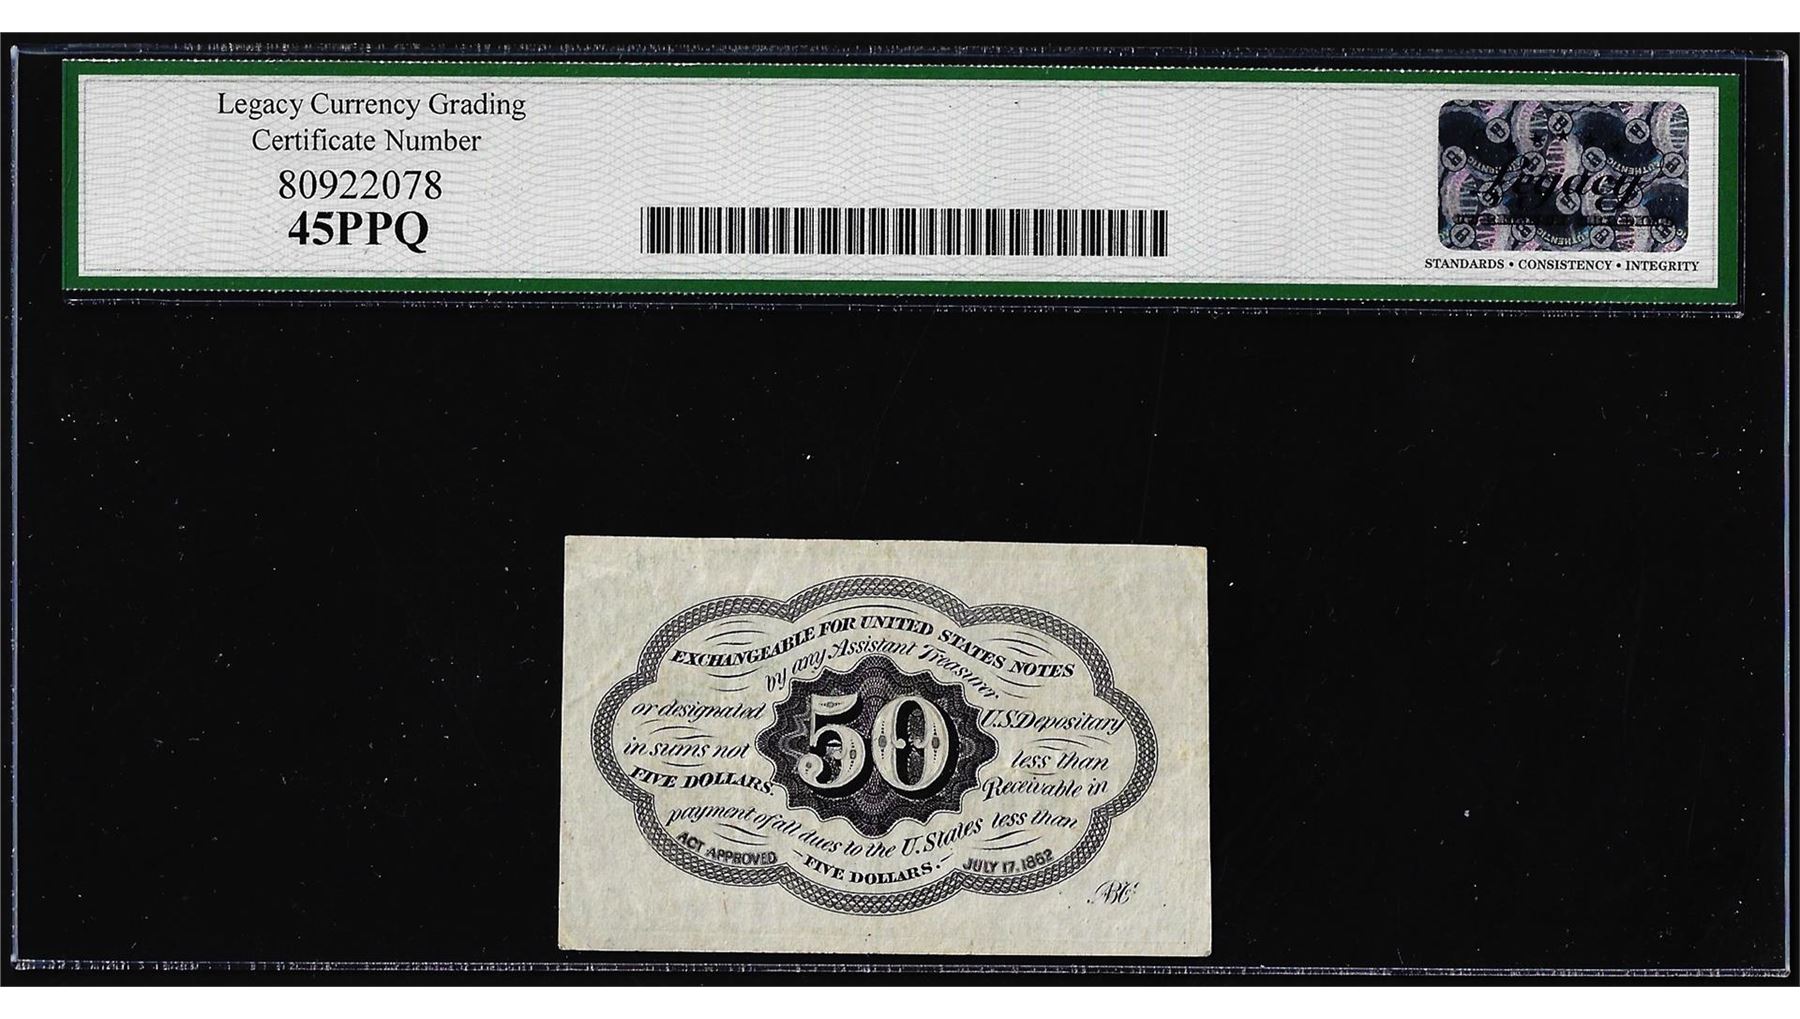 Legacy Currency Grading
Certificate Number
80922078
45PPQ
Legacy
STANDARDS • CONSISTENCY • INTEGRITY
EXCHANGEABLE FOR UNITED STATES NOTES
by any Assistant Treasurer
or designated U.S. Depositary
in sums not less than
FIVE DOLLARS. Receivable in
payment of all dues to the U. States less than
FIVE DOLLARS.
ACT APPROVED JULY 17. 1862
50
ABC